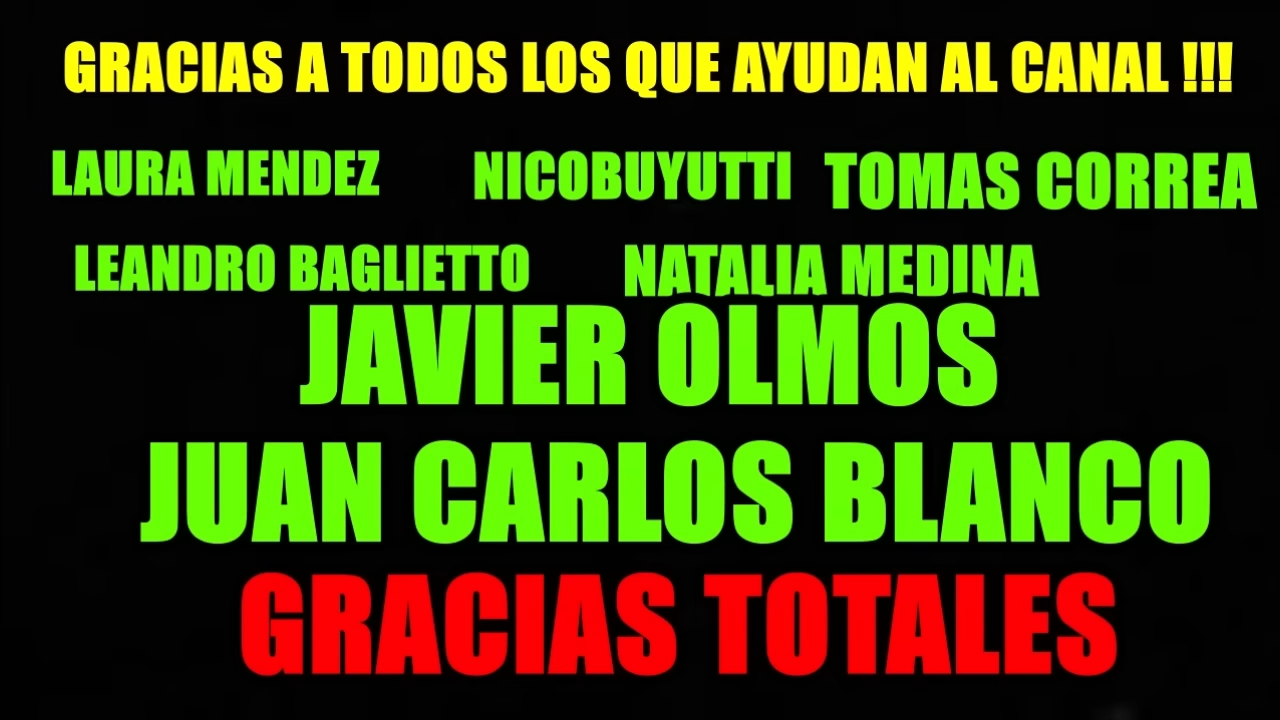 GRACIAS A TODOS LOS QUE AYUDAN AL CANAL !!!
LAURA MENDEZ NICOBUYUTTI TOMAS CORREA
LEANDRO BAGLIETTO NATALIA MEDINA
JAVIER OLMOS
JUAN CARLOS BLANCO
GRACIAS TOTALES